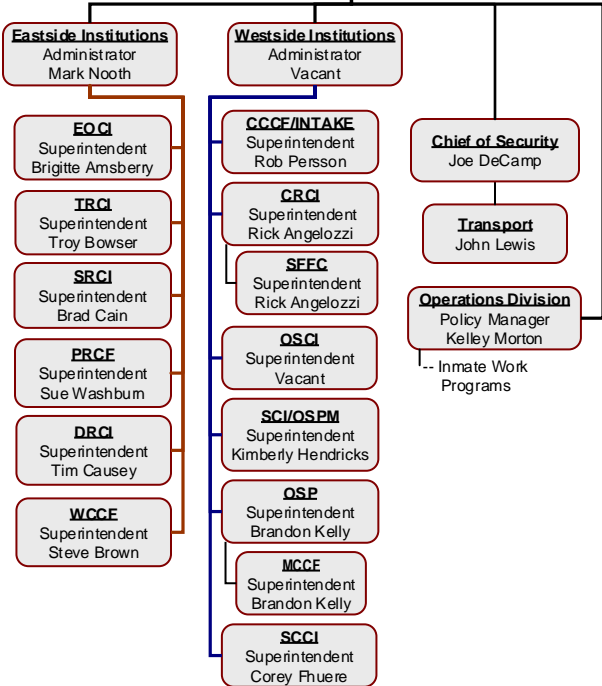 Eastside Institutions
Administrator
Mark Nooth
EOCI
Superintendent
Brigitte Amsberry
TRCI
Superintendent
Troy Bowser
SRCI
Superintendent
Brad Cain
PRCF
Superintendent
Sue Washburn
DRCI
Superintendent
Tim Causey
WCCF
Superintendent
Steve Brown
Westside Institutions
Administrator
Vacant
CCCF/INTAKE
Superintendent
Rob Persson
CRCI
Superintendent
Rick Angelozzi
SFFC
Superintendent
Rick Angelozzi
OSCI
Superintendent
Vacant
SCI/OSPM
Superintendent
Kimberly Hendricks
OSP
Superintendent
Brandon Kelly
MCCF
Superintendent
Brandon Kelly
SCCI
Superintendent
Corey Fhuere
Chief of Security
Joe DeCamp
Transport
John Lewis
Operations Division
Policy Manager
Kelley Morton
-- Inmate Work
Programs